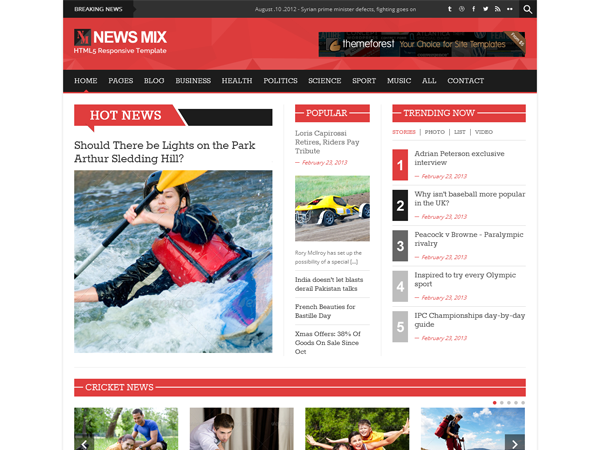 BREAKING NEWS
August .10 .2012 - Syrian prime minister defects, fighting goes on
NEWS MIX
HTML5 Responsive Template
themeforest Your Choice for Site Templates
HOME PAGES BLOG BUSINESS HEALTH POLITICS SCIENCE SPORT MUSIC ALL CONTACT
HOT NEWS
Should There be Lights on the Park
Arthur Sledding Hill?
POPULAR
Loris Capirossi
Retires, Riders Pay
Tribute
— February 23, 2013
Rory McIlroy has set up the
possibility of a special [...]
India doesn't let blasts
derail Pakistan talks
French Beauties for
Bastille Day
Xmas Offers: 38% Of
Goods On Sale Since
Oct
TRENDING NOW
STORIES | PHOTO | LIST | VIDEO
1
Adrian Peterson exclusive
interview
— February 23, 2013
2
Why isn't baseball more popular
in the UK?
— February 23, 2013
3
Peacock v Browne - Paralympic
rivalry
— February 23, 2013
4
Inspired to try every Olympic
sport
— February 23, 2013
5
IPC Championships day-by-day
guide
— February 23, 2013
CRICKET NEWS